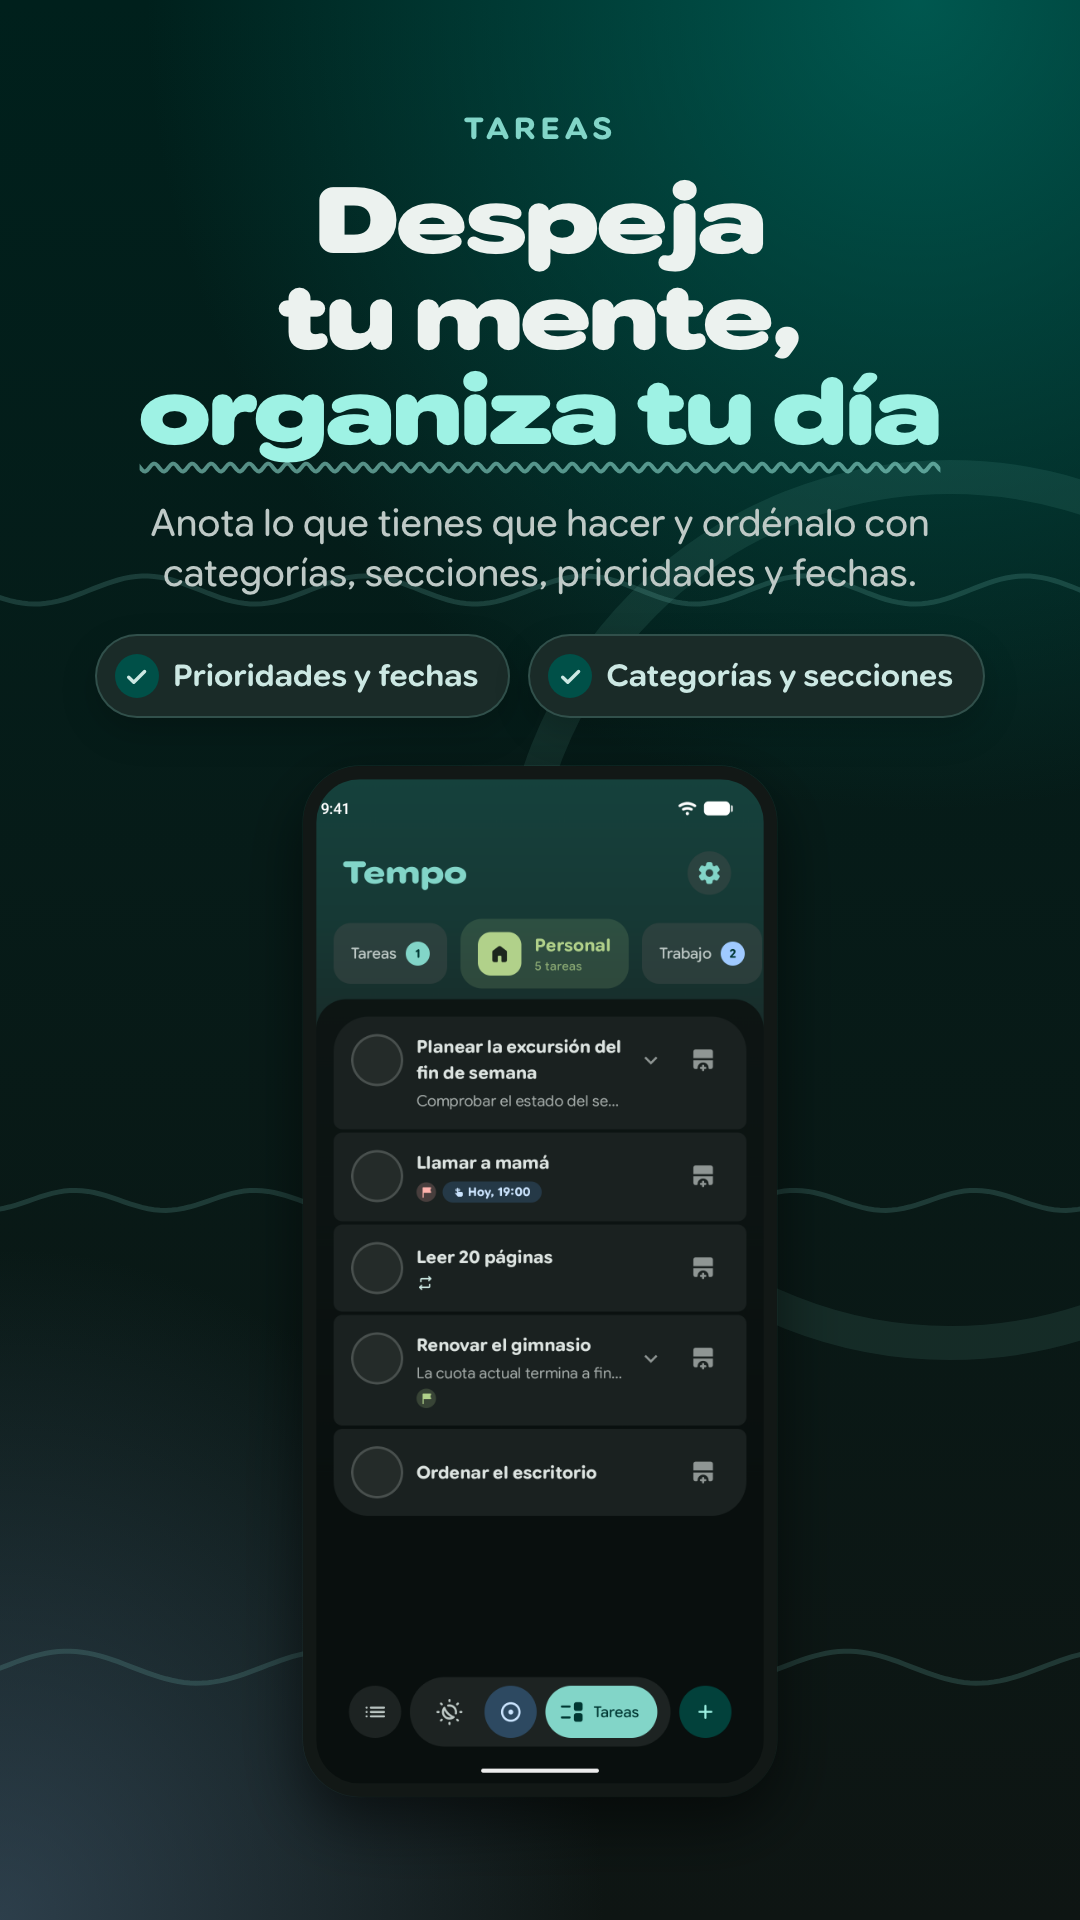 TAREAS
Despeja
tu mente,
organiza tu día
Anota lo que tienes que hacer y ordénalo con
categorías, secciones, prioridades y fechas.
Prioridades y fechas
Categorías y secciones
9:41
Tempo
Tareas 1
Personal
5 tareas
Trabajo 2
Planear la excursión del
fin de semana
Comprobar el estado del se...
Llamar a mamá
Hoy, 19:00
Leer 20 páginas
Renovar el gimnasio
La cuota actual termina a fin...
Ordenar el escritorio
Tareas